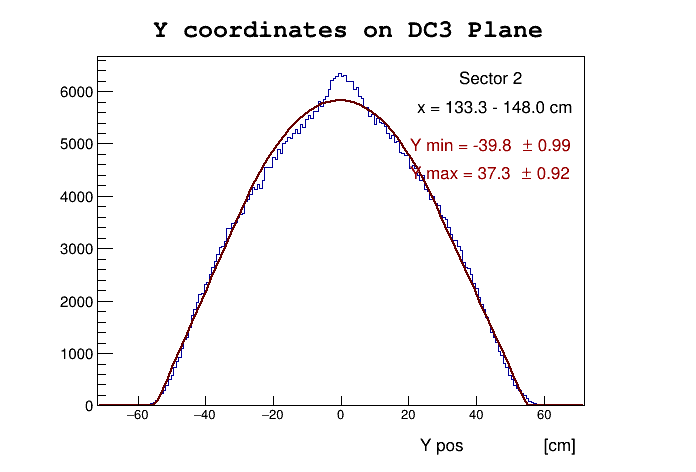 Y coordinates on DC3 Plane
Sector 2
x = 133.3 - 148.0 cm
Y min = -39.8 ± 0.99
Y max = 37.3 ± 0.92
6000
5000
4000
3000
2000
1000
0
−60 −40 −20 0 20 40 60
Y pos [cm]